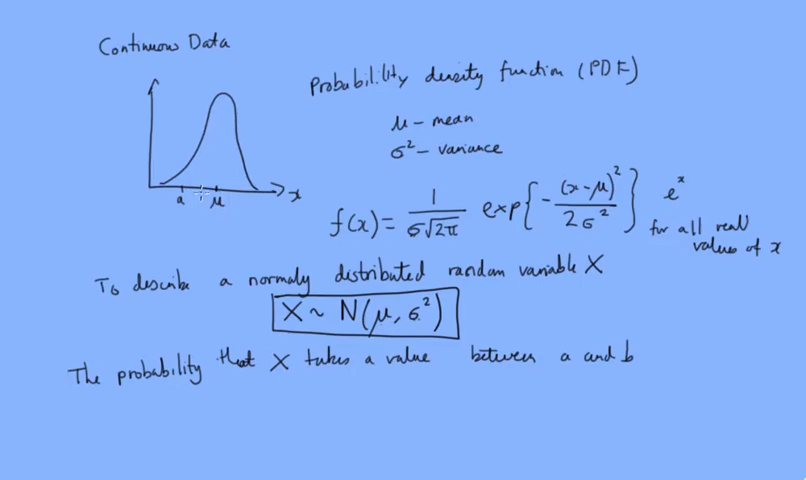 Continuous Data
Probability density function (PDF)
μ – mean
σ² – variance
a μ x
f(x) = 1/(σ√2π) exp{ -(x-μ)²/(2σ²) } eˣ
for all real
values of x
To describe a normaly distributed random variable X
X ~ N(μ, σ²)
The probability that X takes a value between a and b